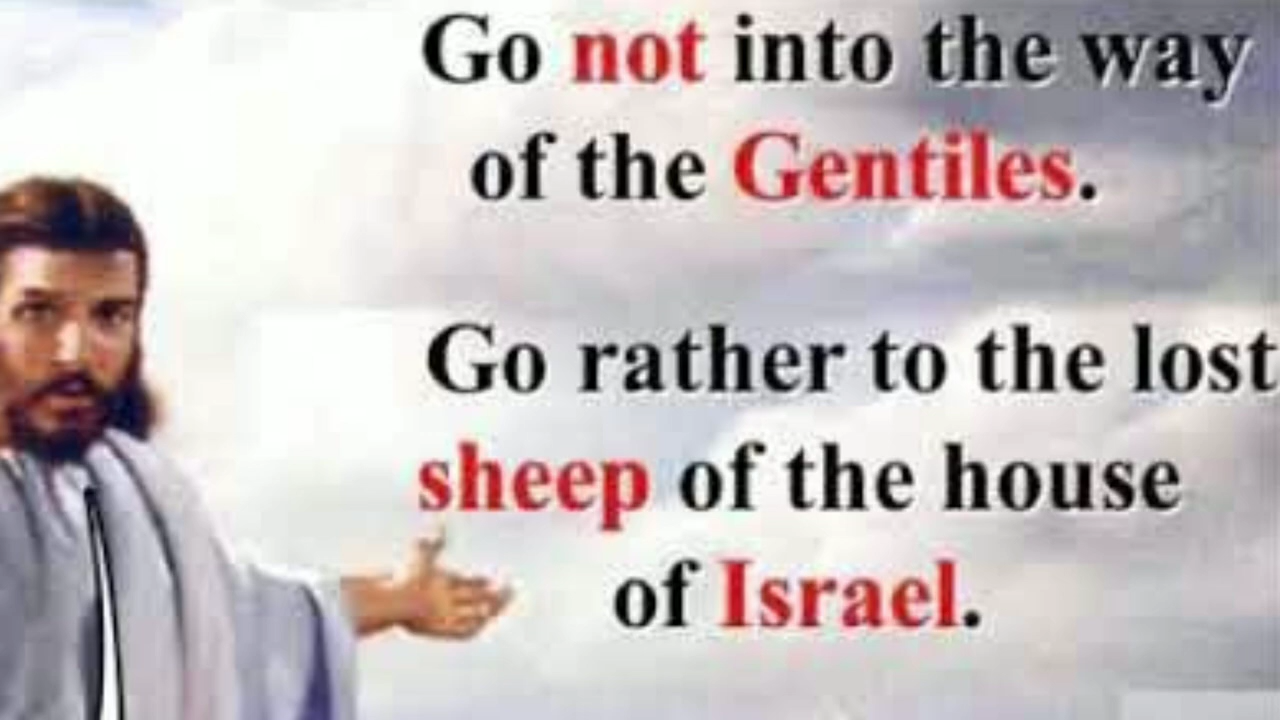 Go not into the way
of the Gentiles.
Go rather to the lost
sheep of the house
of Israel.